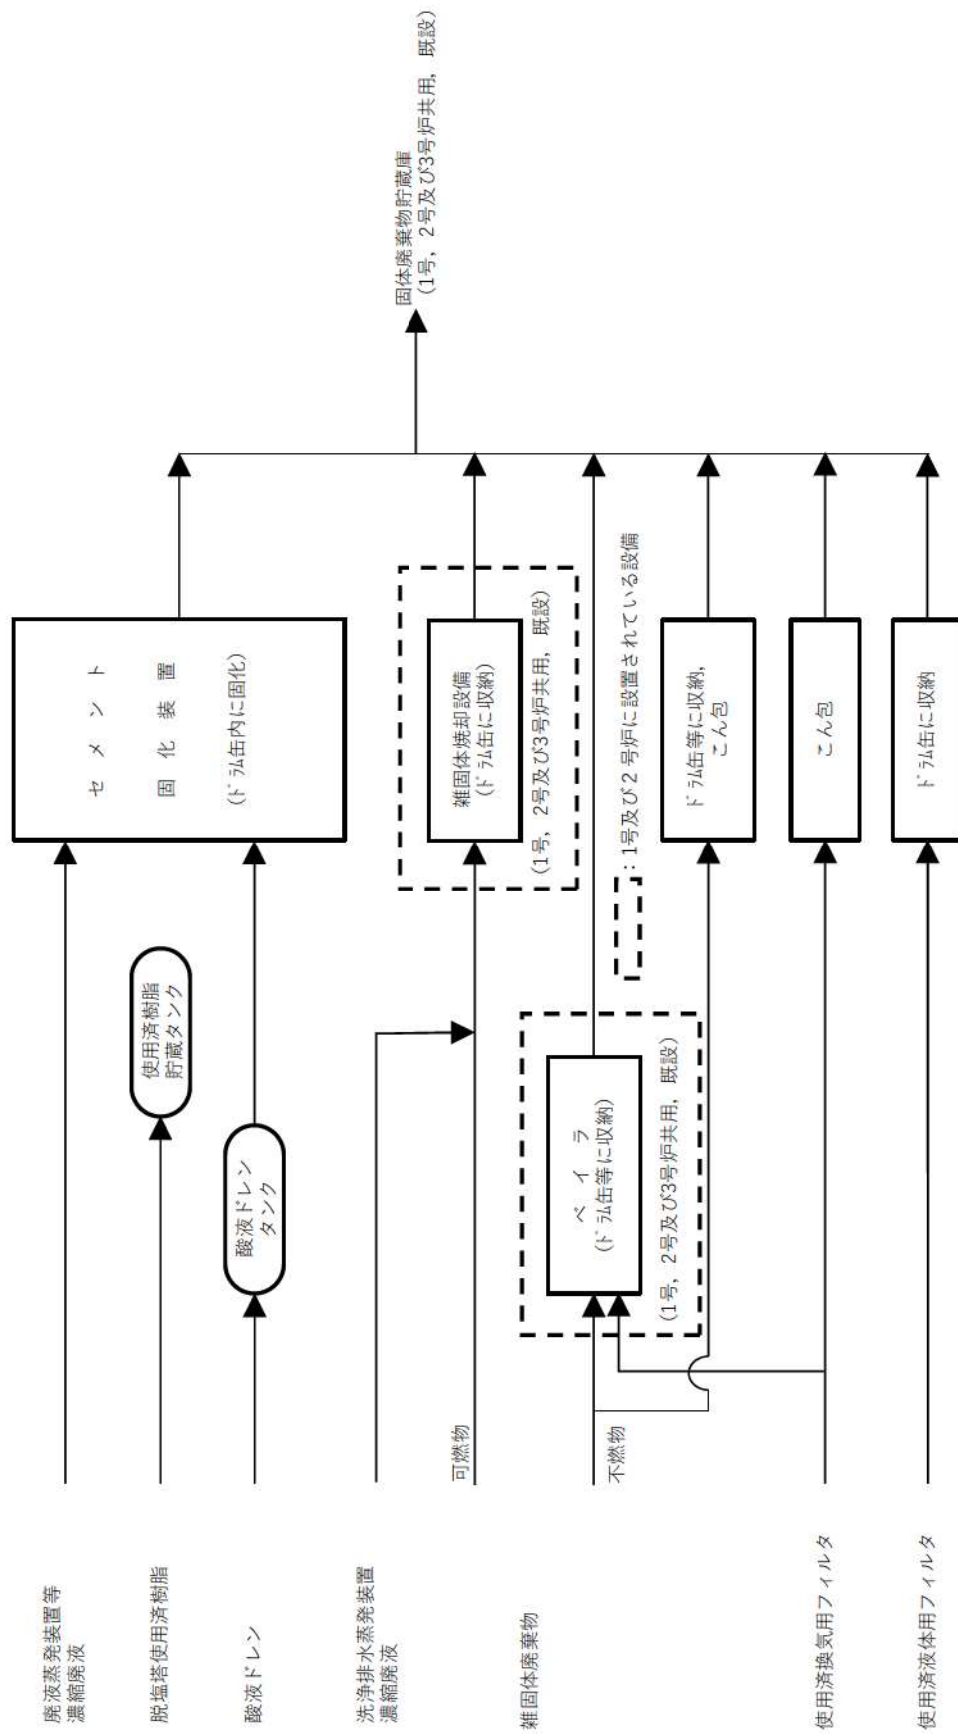 廃液蒸発装置等
濃縮廃液
脱塩塔使用済樹脂
酸液ドレン
洗浄排水蒸発装置
濃縮廃液
雑固体廃棄物
使用済換気用フィルタ
使用済液体用フィルタ
可燃物
不燃物
使用済樹脂
貯蔵タンク
酸液ドレン
タンク
セメント
固化装置
(ドラム缶内に固化)
雑固体焼却設備
(ドラム缶に収納)
(1号, 2号及び3号炉共用, 既設)
ベイラ
(ドラム缶等に収納)
(1号, 2号及び3号炉共用, 既設)
:1号及び2号炉に設置されている設備
ドラム缶等に収納,
こん包
こん包
ドラム缶に収納
固体廃棄物貯蔵庫
(1号, 2号及び3号炉共用, 既設)